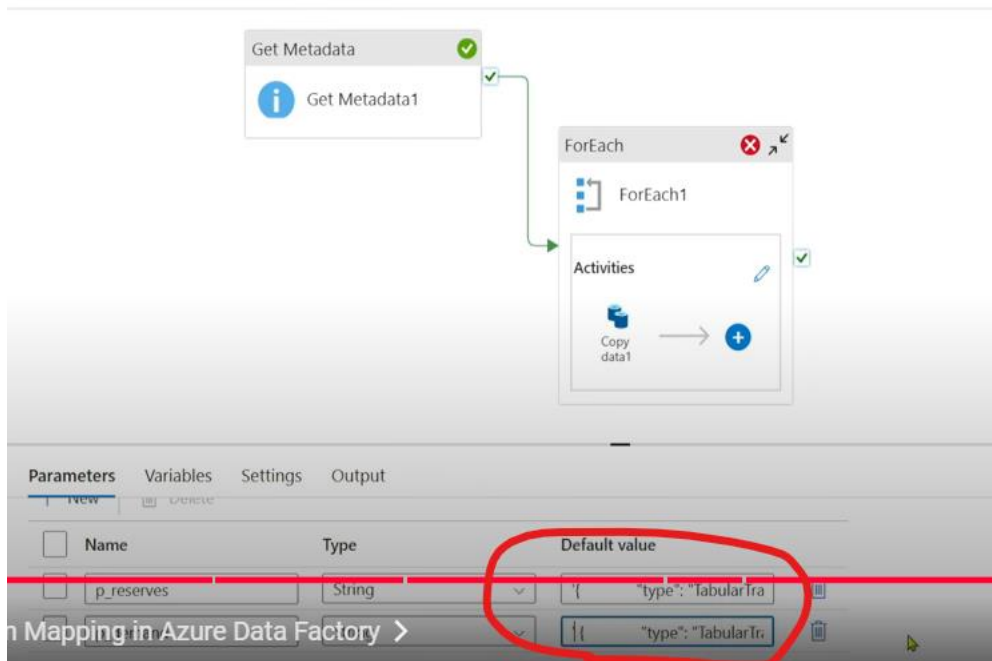 Get Metadata
Get Metadata1
ForEach
ForEach1
Activities
Copy
data1
Parameters Variables Settings Output
New Delete
Name Type Default value
p_reserves String '{ "type": "TabularTra
{ "type": "TabularTr
n Mapping in Azure Data Factory >